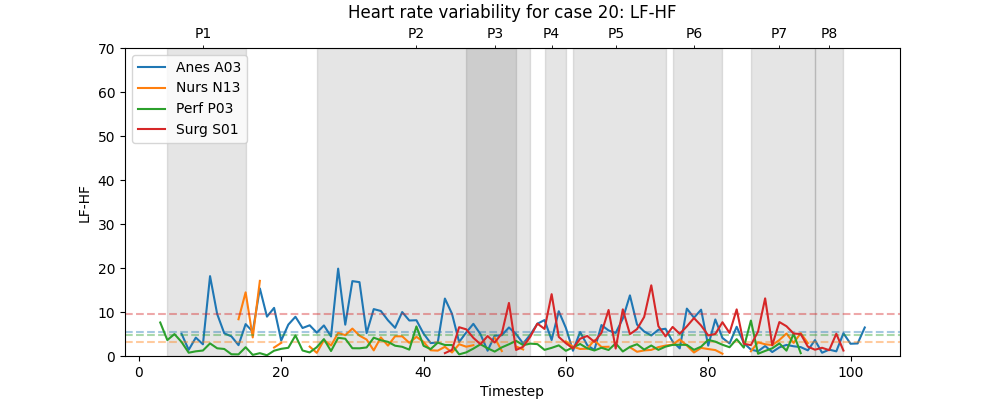 Heart rate variability for case 20: LF-HF
P1 P2 P3 P4 P5 P6 P7 P8
70
60
50
40
30
20
10
0
LF-HF
Anes A03
Nurs N13
Perf P03
Surg S01
0 20 40 60 80 100
Timestep